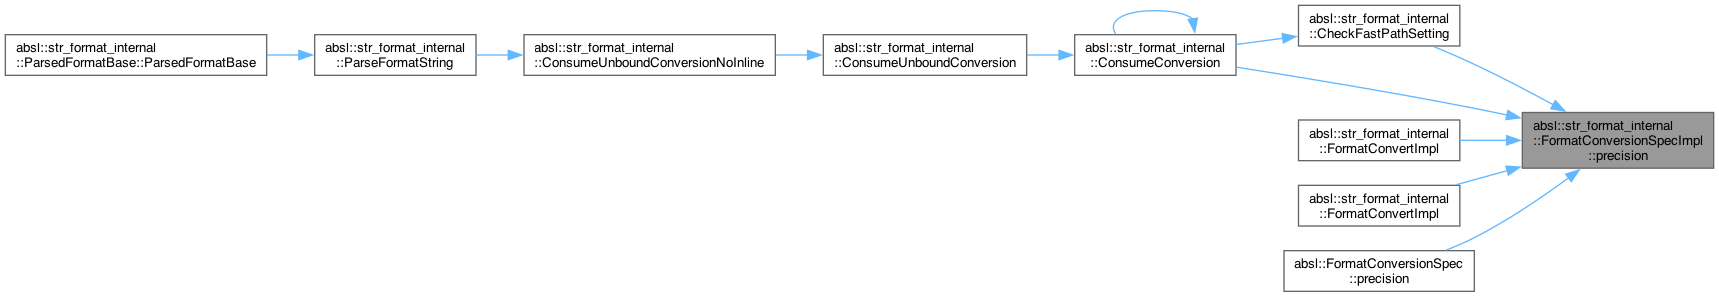 absl::str_format_internal
::ParsedFormatBase::ParsedFormatBase
absl::str_format_internal
::ParseFormatString
absl::str_format_internal
::ConsumeUnboundConversionNoInline
absl::str_format_internal
::ConsumeUnboundConversion
absl::str_format_internal
::ConsumeConversion
absl::str_format_internal
::CheckFastPathSetting
absl::str_format_internal
::FormatConvertImpl
absl::str_format_internal
::FormatConvertImpl
absl::FormatConversionSpec
::precision
absl::str_format_internal
::FormatConversionSpecImpl
::precision